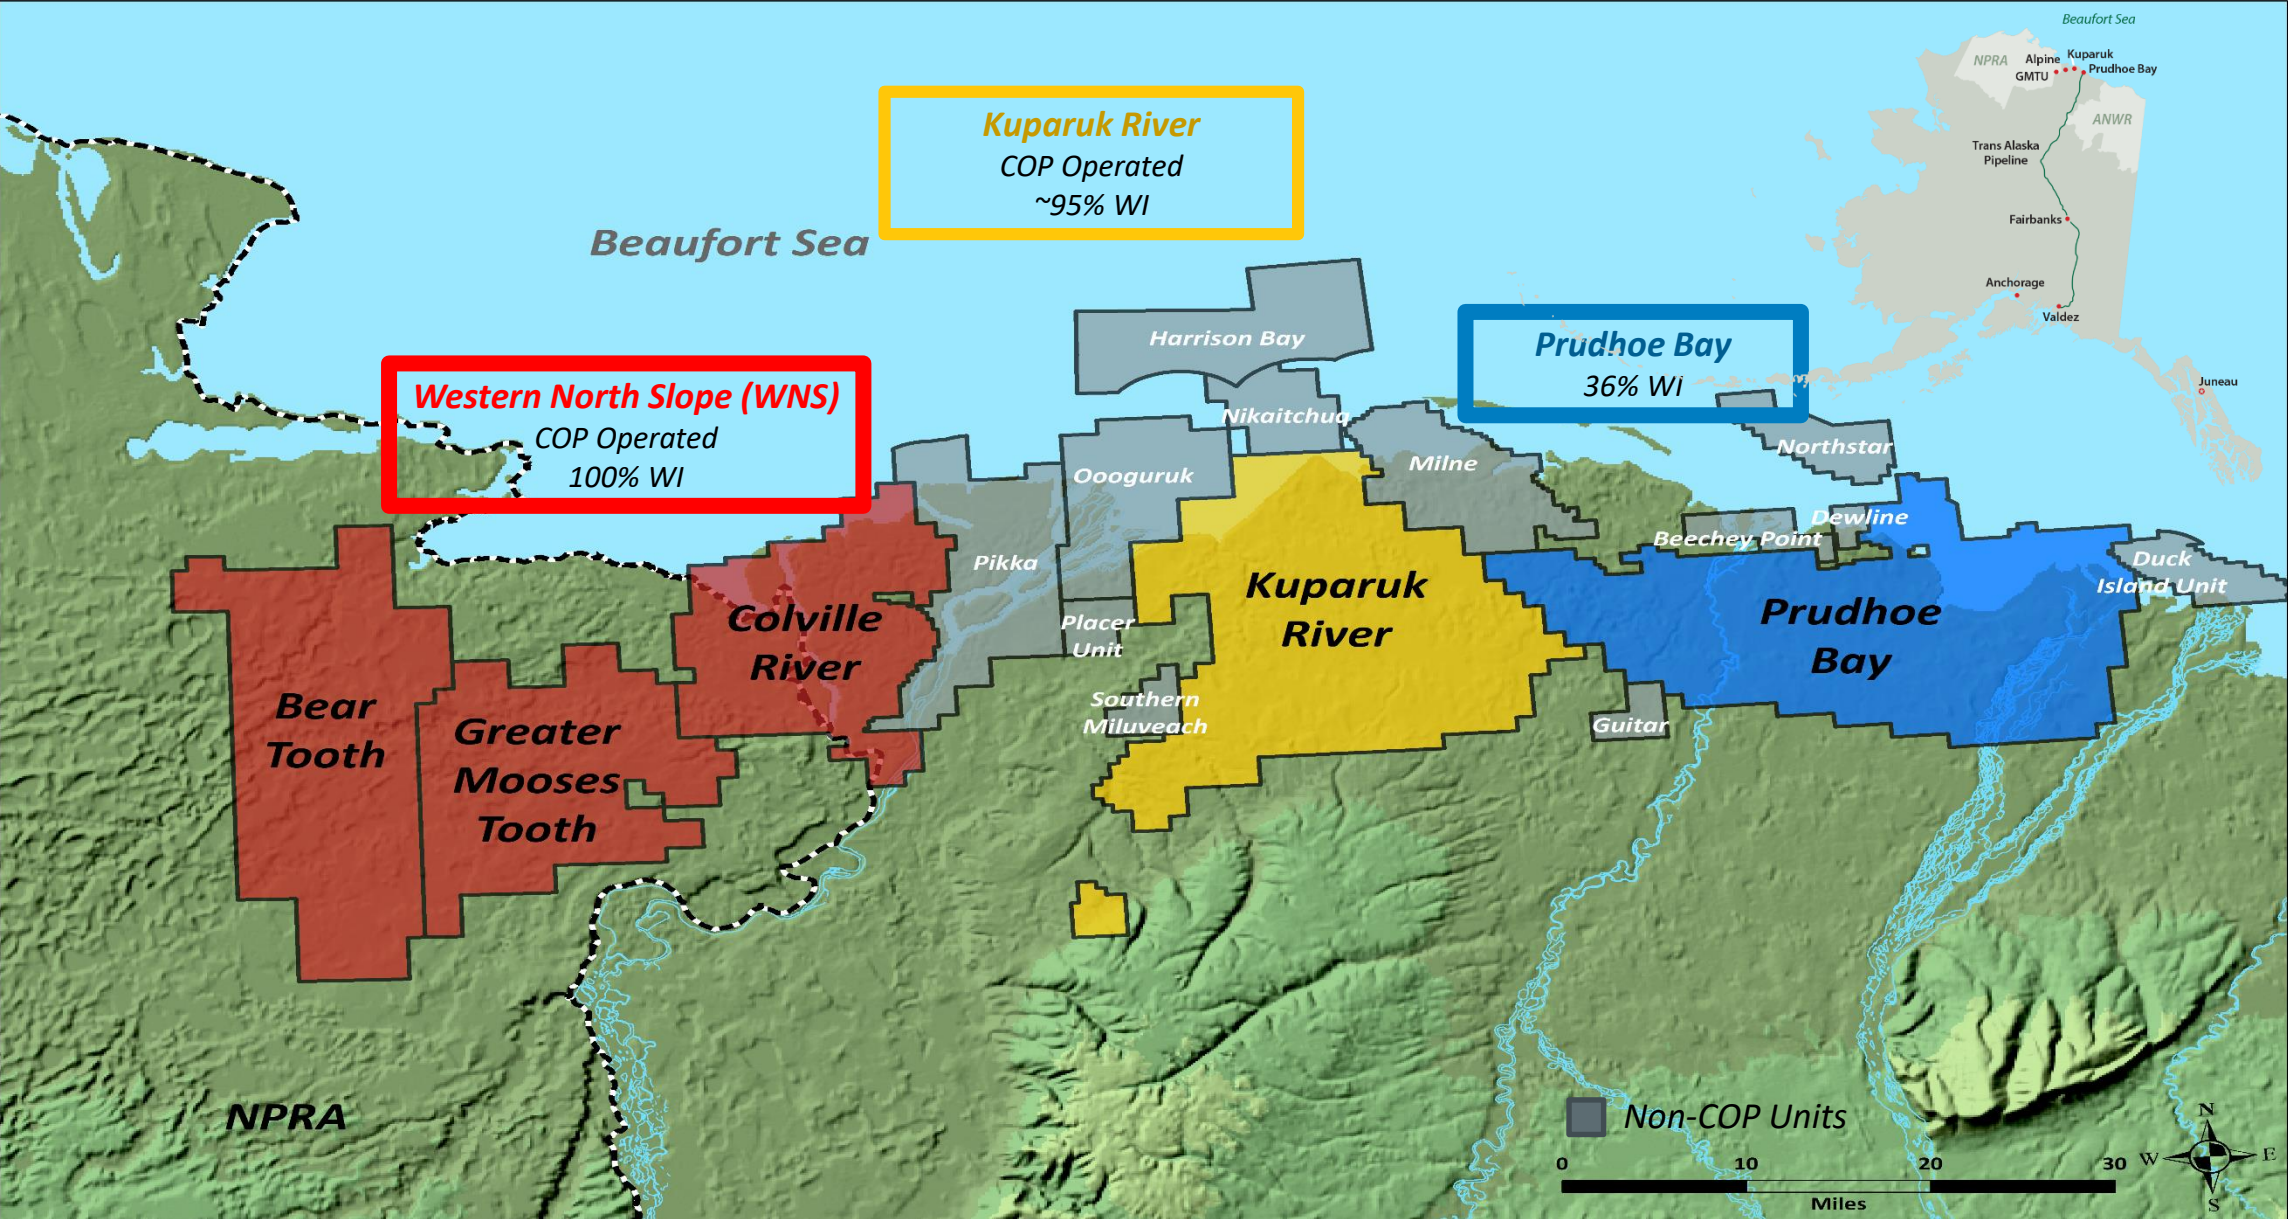 Beaufort Sea
NPRA
Alpine
Kuparuk
GMTU
Prudhoe Bay
ANWR
Trans Alaska
Pipeline
Fairbanks
Anchorage
Valdez
Juneau
Kuparuk River
COP Operated
~95% WI
Beaufort Sea
Prudhoe Bay
36% WI
Western North Slope (WNS)
COP Operated
100% WI
Harrison Bay
Nikaitchuq
Oooguruk
Milne
Northstar
Dewline
Beechey Point
Duck
Island Unit
Pikka
Placer
Unit
Kuparuk
River
Prudhoe
Bay
Colville
River
Southern
Miluveach
Guitar
Bear
Tooth
Greater
Mooses
Tooth
NPRA
Non-COP Units
0 10 20 30
Miles
N
W E
S